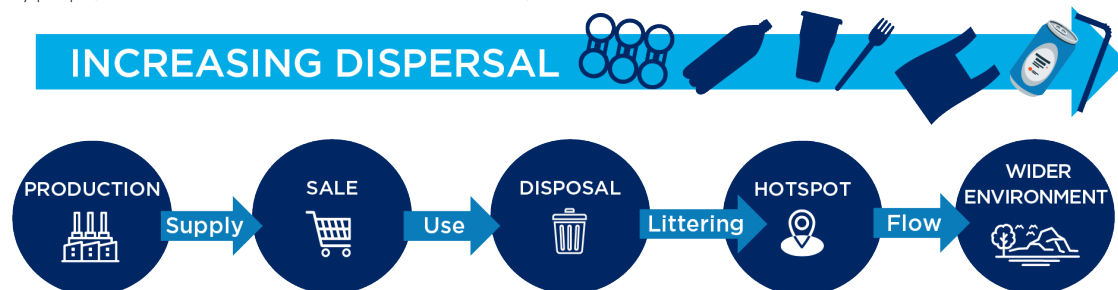 INCREASING DISPERSAL
PRODUCTION
Supply
SALE
Use
DISPOSAL
Littering
HOTSPOT
Flow
WIDER
ENVIRONMENT